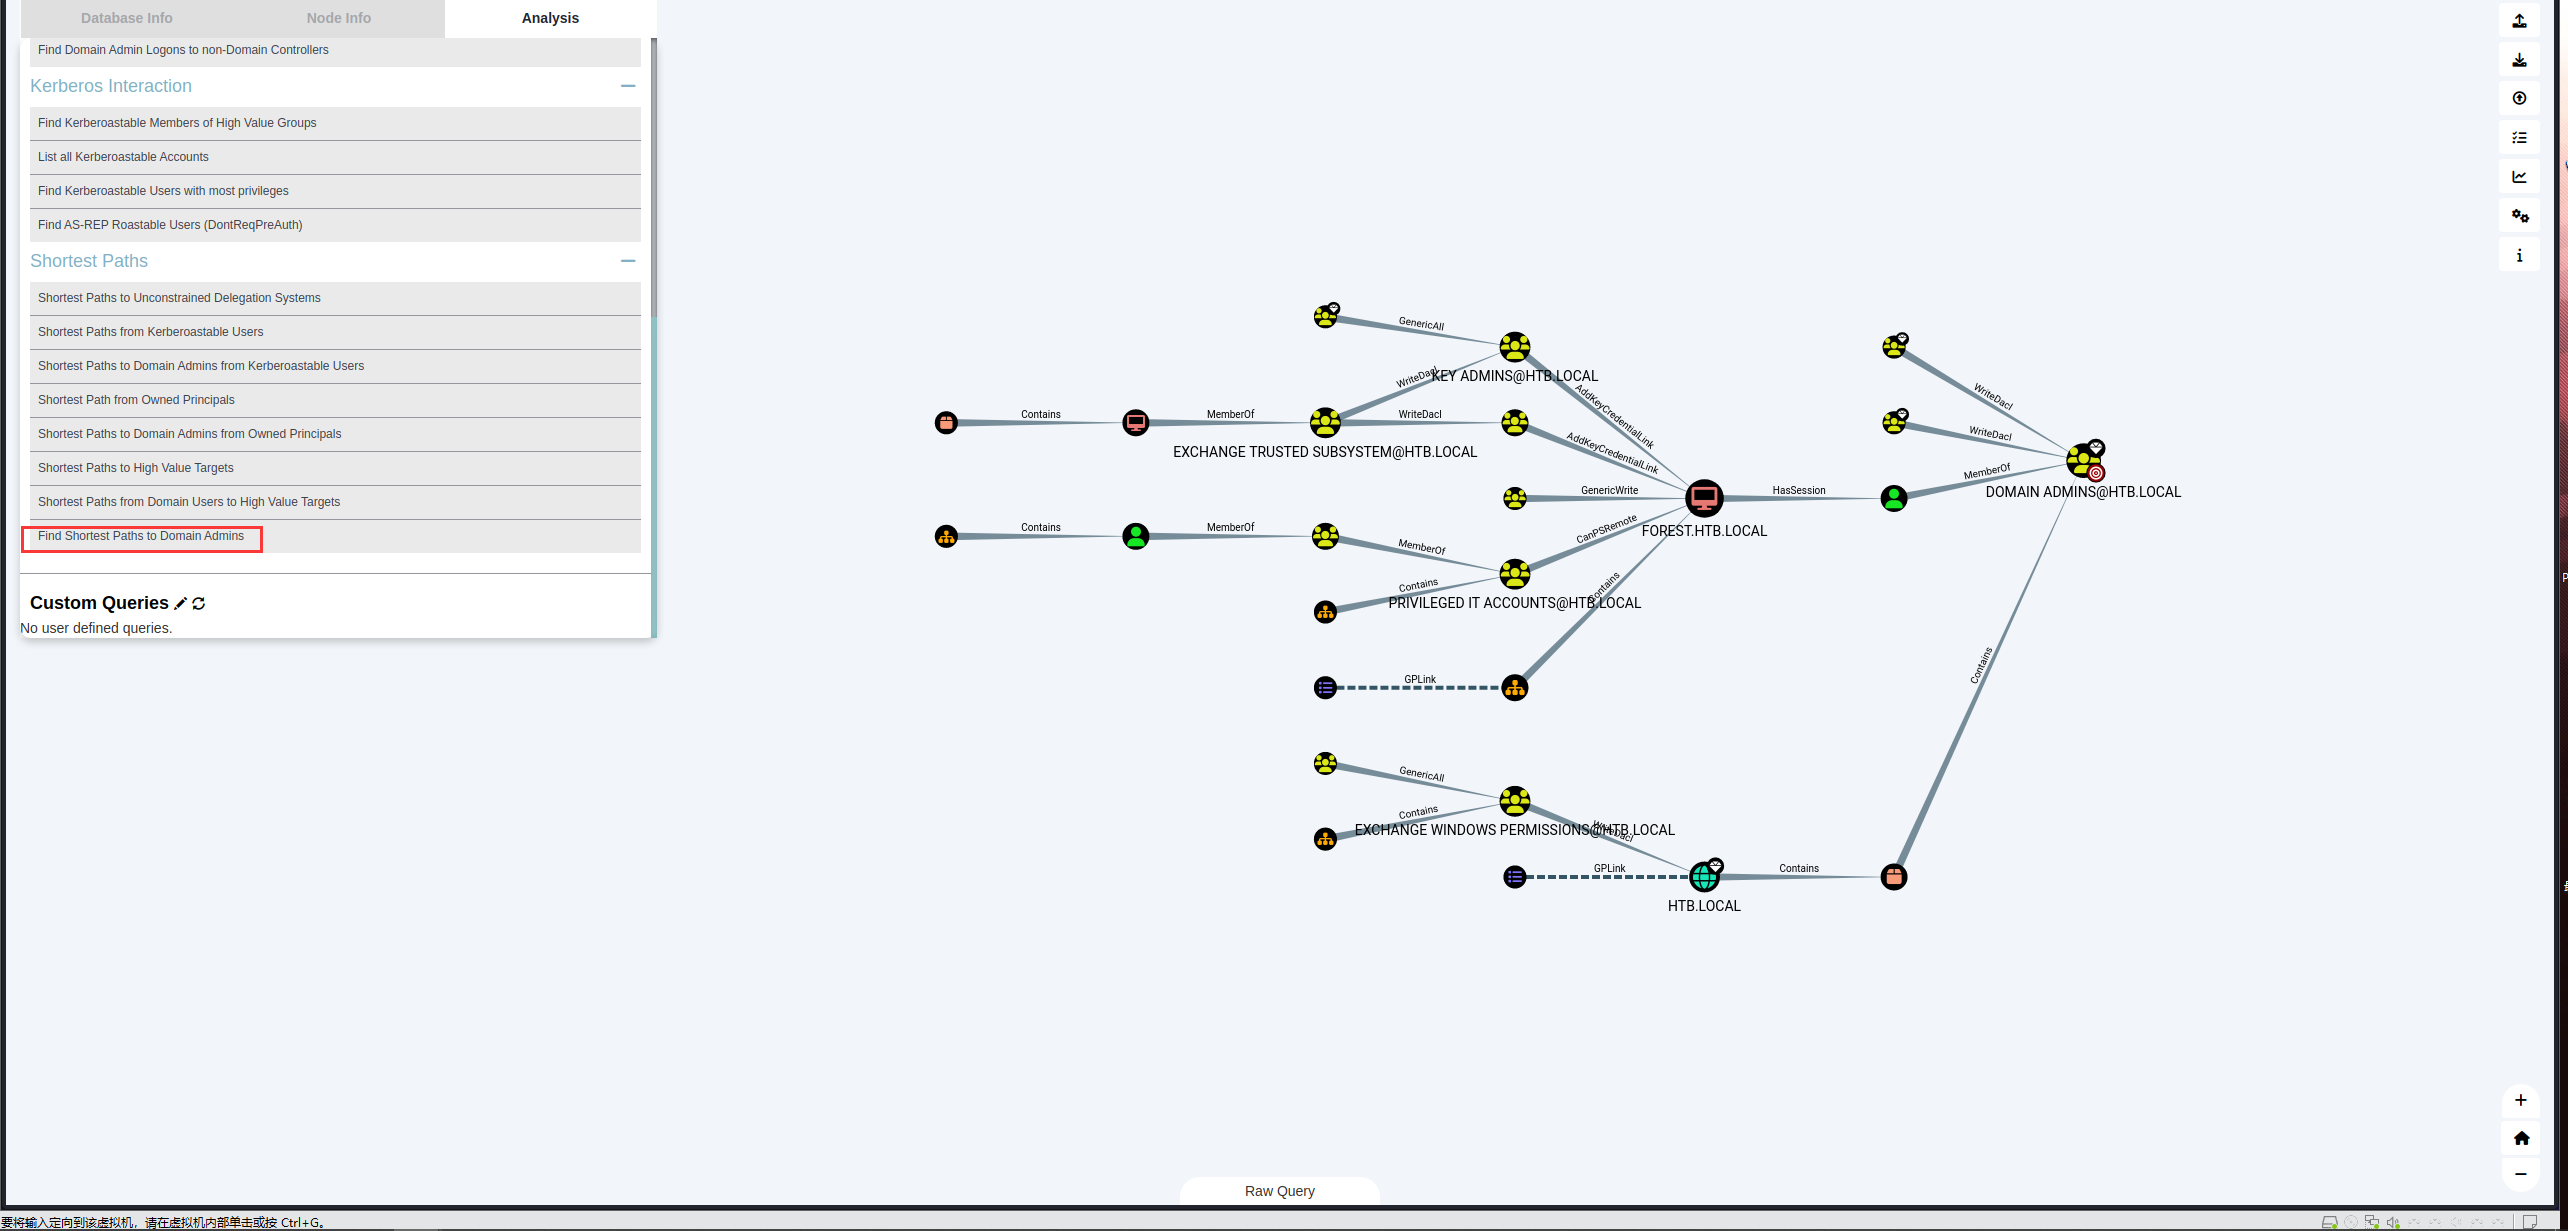 Database Info
Node Info
Analysis
Find Domain Admin Logons to non-Domain Controllers
Kerberos Interaction
Find Kerberoastable Members of High Value Groups
List all Kerberoastable Accounts
Find Kerberoastable Users with most privileges
Find AS-REP Roastable Users (DontReqPreAuth)
Shortest Paths
Shortest Paths to Unconstrained Delegation Systems
Shortest Paths from Kerberoastable Users
Shortest Paths to Domain Admins from Kerberoastable Users
Shortest Path from Owned Principals
Shortest Paths to Domain Admins from Owned Principals
Shortest Paths to High Value Targets
Shortest Paths from Domain Users to High Value Targets
Find Shortest Paths to Domain Admins
Custom Queries
No user defined queries.
GenericAll
WriteDacl
KEY ADMINS@HTB.LOCAL
AddKeyCredentialLink
Contains
MemberOf
WriteDacl
EXCHANGE TRUSTED SUBSYSTEM@HTB.LOCAL
AddKeyCredentialLink
WriteDacl
WriteDacl
MemberOf
DOMAIN ADMINS@HTB.LOCAL
GenericWrite
HasSession
FOREST.HTB.LOCAL
CanPSRemote
Contains
MemberOf
MemberOf
Contains
PRIVILEGED IT ACCOUNTS@HTB.LOCAL
Contains
GPLink
Contains
GenericAll
Contains
EXCHANGE WINDOWS PERMISSIONS@HTB.LOCAL
WriteDacl
GPLink
Contains
HTB.LOCAL
Raw Query
要将输入定向到该虚拟机，请在虚拟机内部单击或按 Ctrl+G。